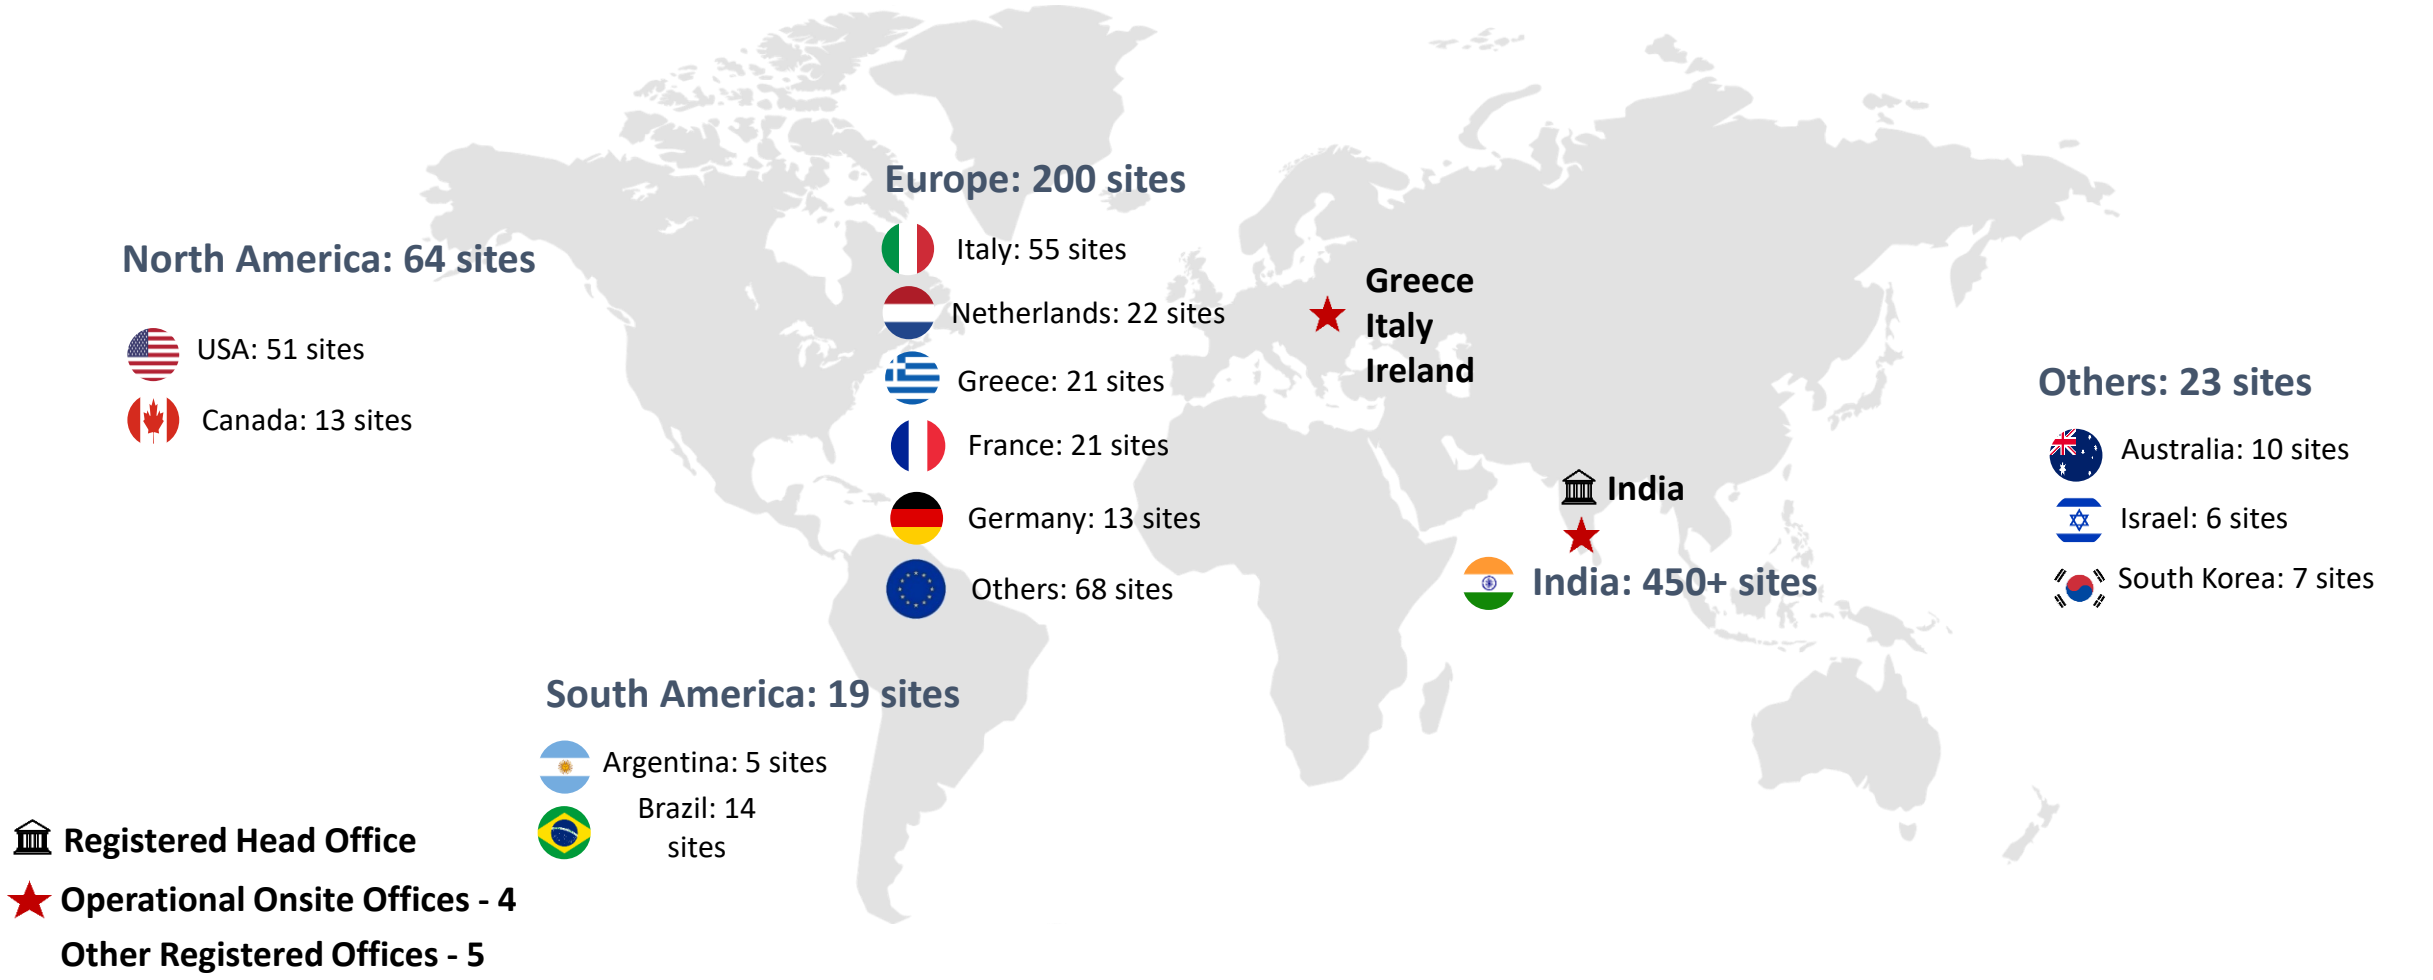 North America: 64 sites
USA: 51 sites
Canada: 13 sites
Europe: 200 sites
Italy: 55 sites
Netherlands: 22 sites
Greece: 21 sites
France: 21 sites
Germany: 13 sites
Others: 68 sites
Greece
Italy
Ireland
India
India: 450+ sites
Others: 23 sites
Australia: 10 sites
Israel: 6 sites
South Korea: 7 sites
South America: 19 sites
Argentina: 5 sites
Brazil: 14
sites
Registered Head Office
Operational Onsite Offices - 4
Other Registered Offices - 5